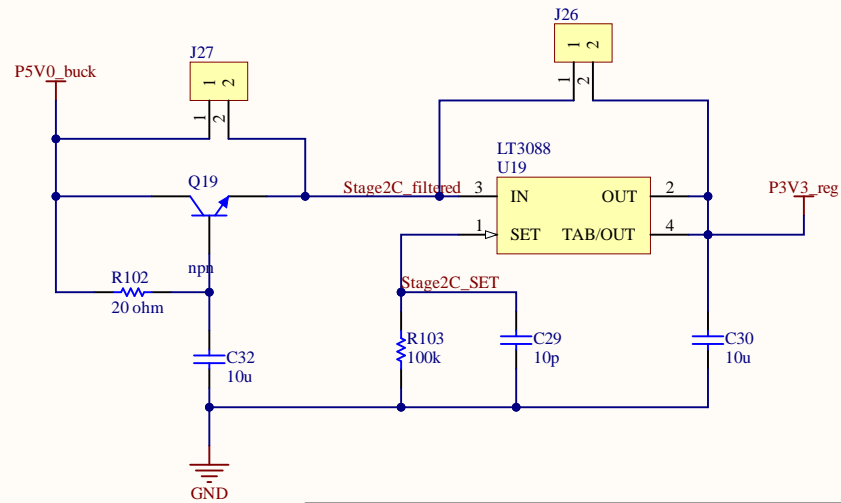 J26
1 2
1
2
J27
1 2
1
2
P5V0_buck
LT3088
U19
Q19
Stage2C_filtered
3
IN
OUT
2
P3V3_reg
1
SET
TAB/OUT
4
npn
R102
20 ohm
Stage2C_SET
C32
10u
R103
100k
C29
10p
C30
10u
GND